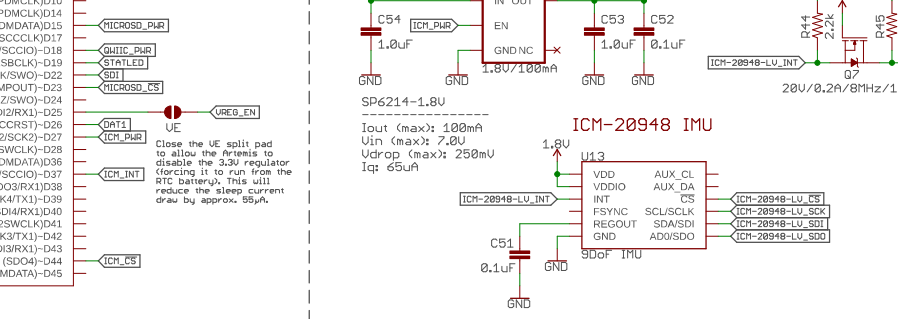 D14
DMDATA)~D15
MICROSD_PWR
SCCCLK)~D17
/SCCIO)~D18
QWIIC_PWR
SBCLK)~D19
STATLED
K/SWO)~D22
SDI
MPOUT)~D23
MICROSD_CS
Z/SWO)~D24
DI2/RX1)~D25
VREG_EN
CCRST)~D26
DAT1
2/SCK2)~D27
ICM_PWR
/SCCIO)~D28
DMDATA)~D36
/SCCIO)~D37
ICM_INT
DO3/RX1)D38
K4/TX1)~D39
SDI4/RX1)D40
2SWCLK)D41
K3/TX1)~D42
DI3/RX1)~D43
(SDO4)~D44
ICM_CS
MDATA)~D45
VE
Close the VE split pad
to allow the Artemis to
disable the 3.3V regulator
(forcing it to run from the
RTC battery). This will
reduce the sleep current
draw by approx. 55µA.
C54
1.0uF
GND
ICM_PWR
IN OUT
EN
GND NC
1.8V/100mA
GND
C53
1.0uF
GND
C52
0.1uF
GND
SP6214-1.8V
-----------------
Iout (max): 100mA
Vin (max): 7.0V
Vdrop (max): 250mV
Iq: 65uA
R44
2.2k
R45
ICM-20948-LV_INT
Q7
20V/0.2A/8MHz/1
ICM-20948 IMU
1.8V
U13
VDD
VDDIO
INT
FSYNC
REGOUT
GND
AUX_CL
AUX_DA
CS
SCL/SCLK
SDA/SDI
AD0/SDO
9DoF IMU
ICM-20948-LV_INT
ICM-20948-LV_CS
ICM-20948-LV_SCK
ICM-20948-LV_SDI
ICM-20948-LV_SDO
C51
0.1uF
GND
GND